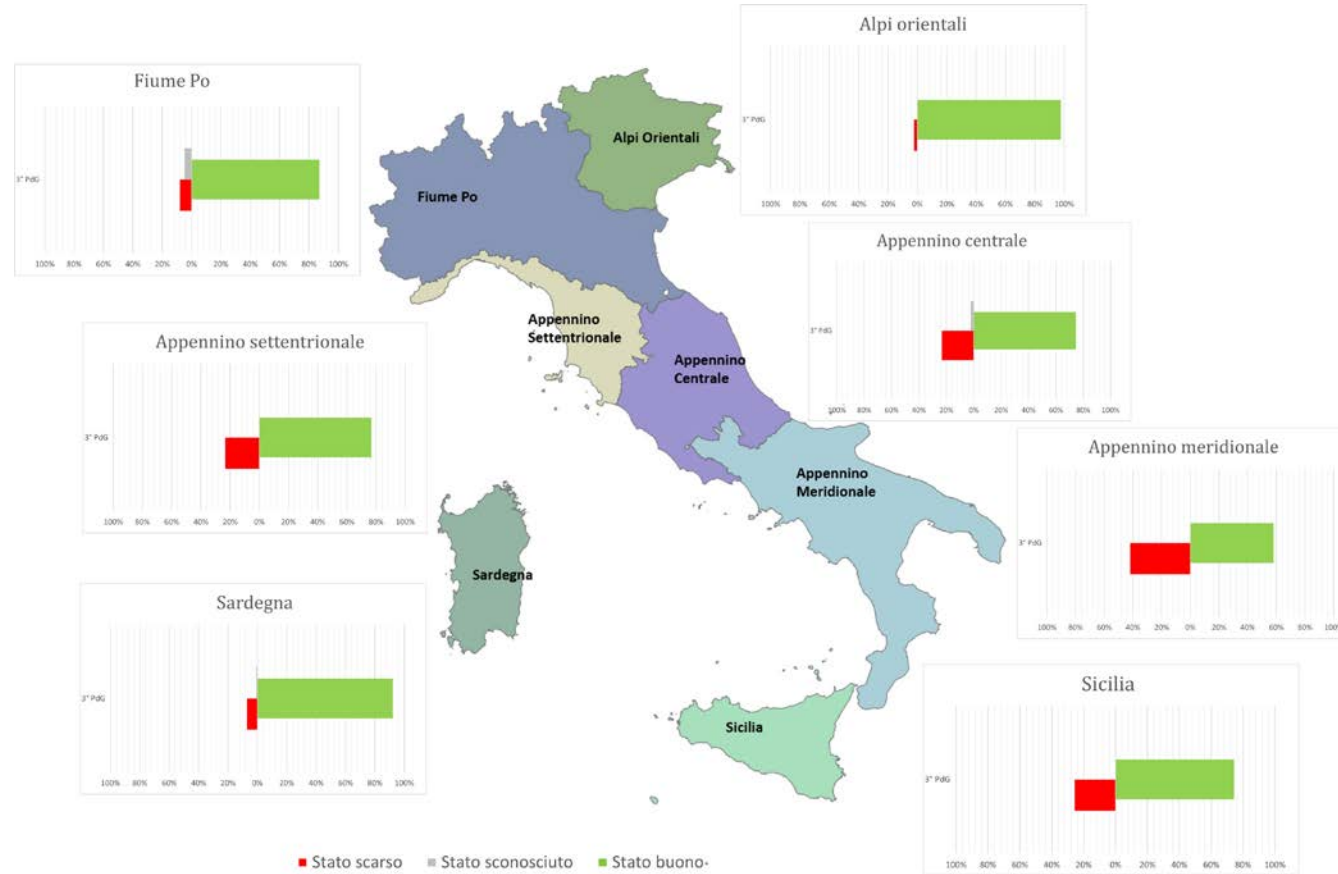 Alpi orientali
3° PdG
100% 80% 60% 40% 20% 0% 20% 40% 60% 80% 100%
Fiume Po
3° PdG
100% 80% 60% 40% 20% 0% 20% 40% 60% 80% 100%
Alpi Orientali
Fiume Po
Appennino centrale
3° PdG
100% 80% 60% 40% 20% 0% 20% 40% 60% 80% 100%
Appennino
Settentrionale
Appennino settentrionale
3° PdG
100% 80% 60% 40% 20% 0% 20% 40% 60% 80% 100%
Appennino
Centrale
Appennino meridionale
3° PdG
100% 80% 60% 40% 20% 0% 20% 40% 60% 80% 100%
Appennino
Meridionale
Sardegna
Sardegna
3° PdG
100% 80% 60% 40% 20% 0% 20% 40% 60% 80% 100%
Sicilia
Sicilia
3° PdG
100% 80% 60% 40% 20% 0% 20% 40% 60% 80% 100%
Stato scarso Stato sconosciuto Stato buono-